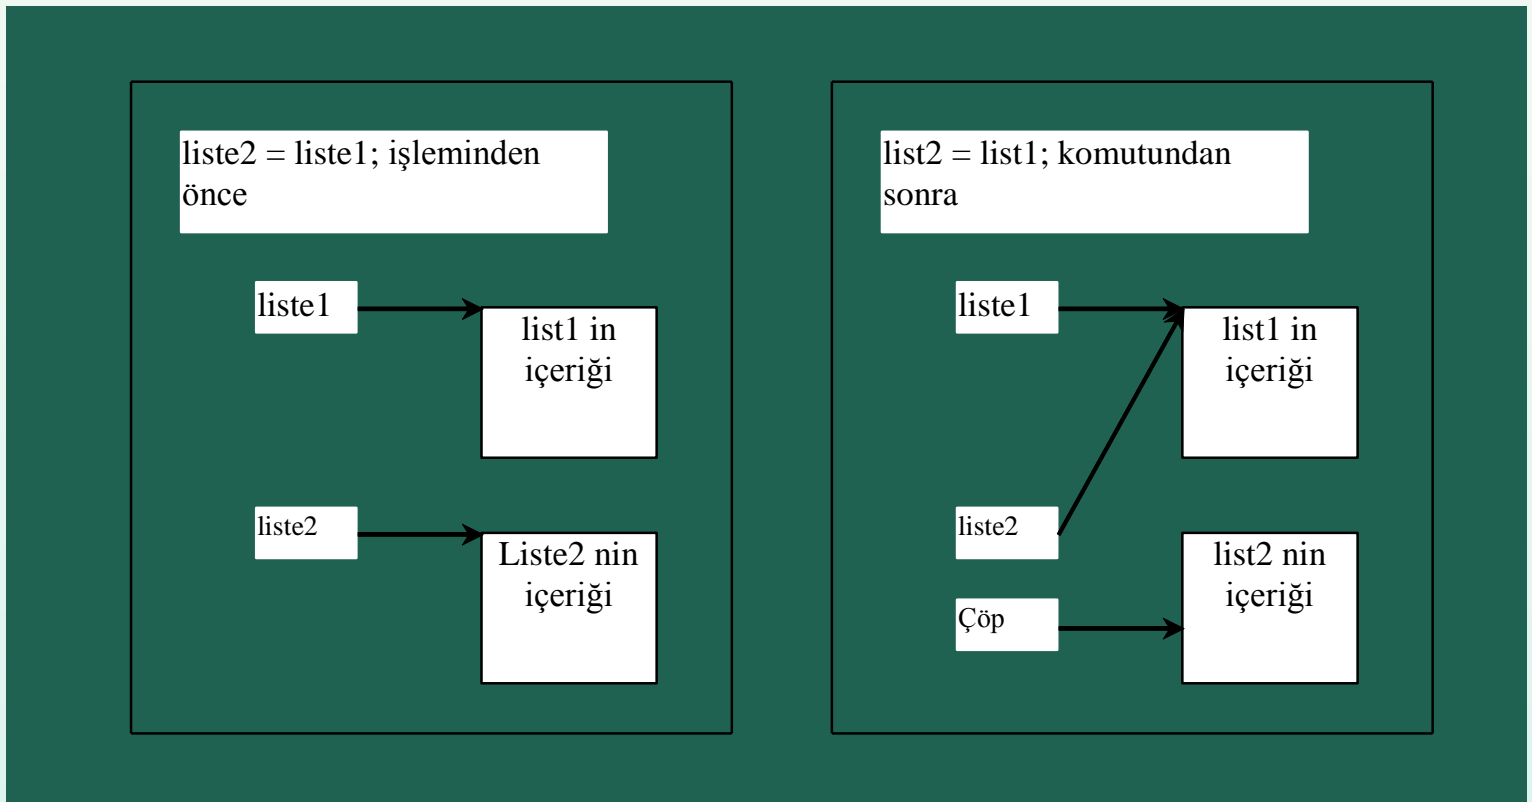 liste2 = liste1; işleminden
önce
liste1
list1 in
içeriği
liste2
Liste2 nin
içeriği
list2 = list1; komutundan
sonra
liste1
list1 in
içeriği
liste2
list2 nin
içeriği
Çöp